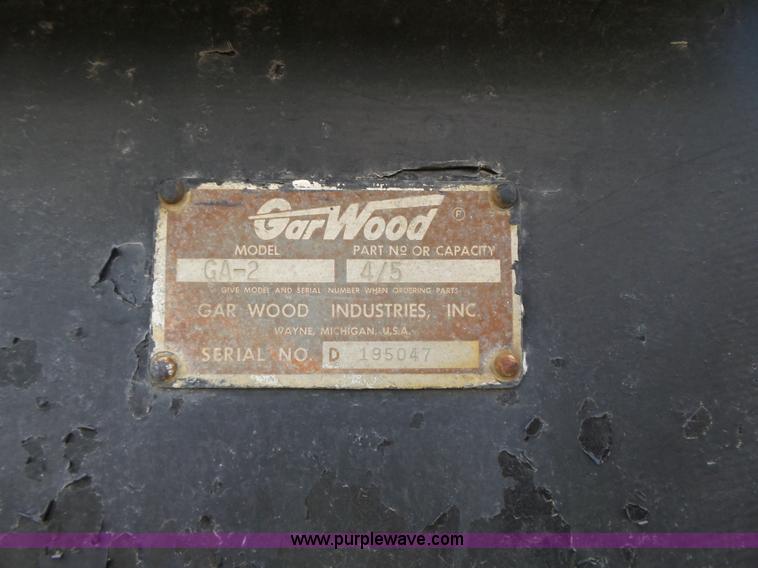 GarWood ®
MODEL PART Nº OR CAPACITY
GA-2 4/5
GIVE MODEL AND SERIAL NUMBER WHEN ORDERING PARTS
GAR WOOD INDUSTRIES, INC.
WAYNE, MICHIGAN, U.S.A.
SERIAL NO. D 195047
www.purplewave.com